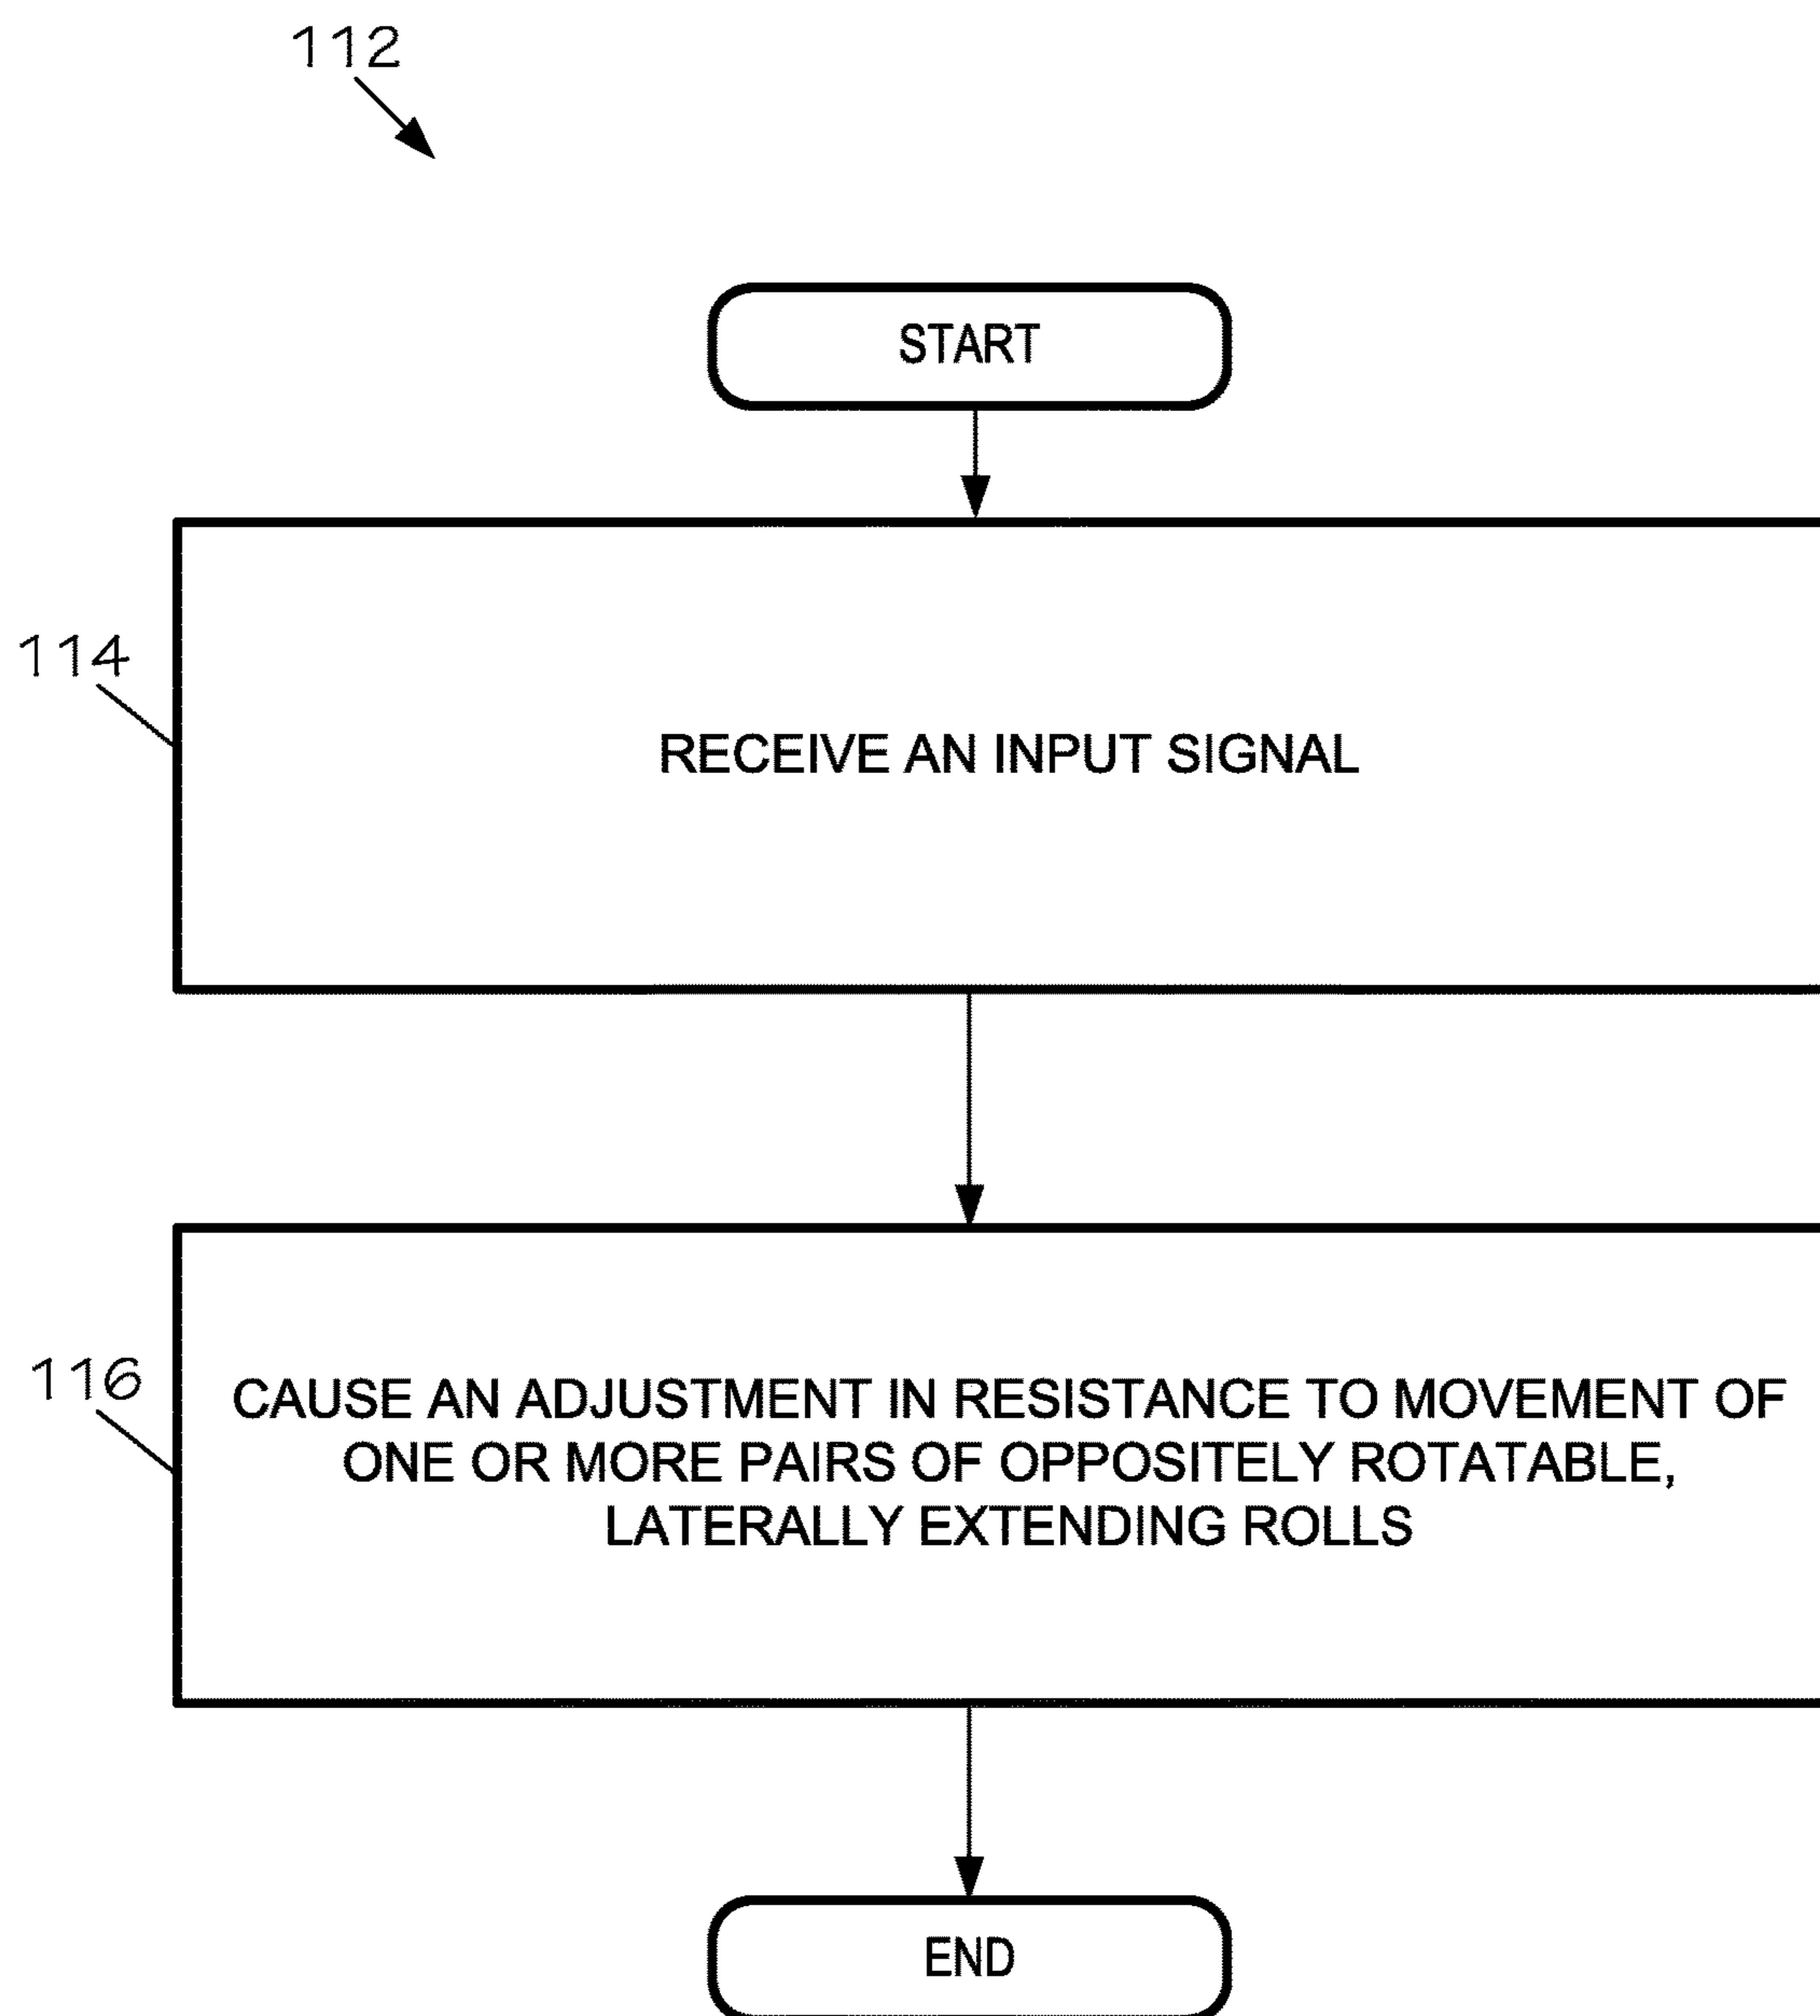 112
START
114
RECEIVE AN INPUT SIGNAL
116
CAUSE AN ADJUSTMENT IN RESISTANCE TO MOVEMENT OF
ONE OR MORE PAIRS OF OPPOSITELY ROTATABLE,
LATERALLY EXTENDING ROLLS
END